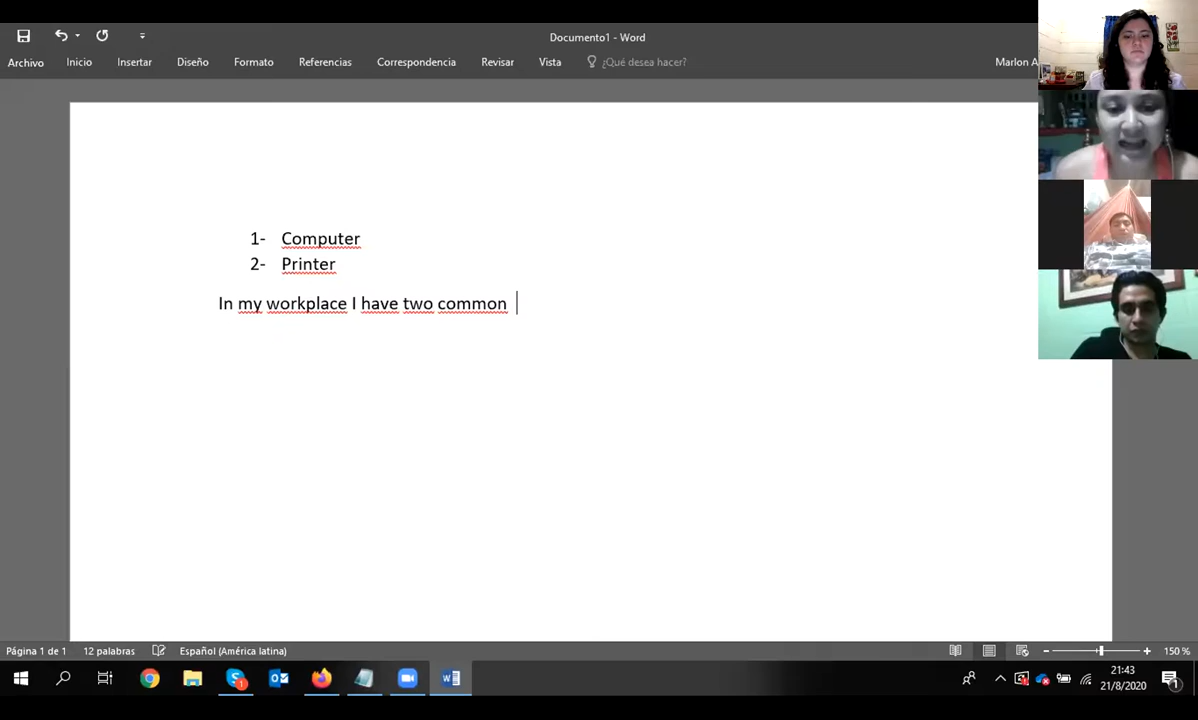 Documento1 - Word
Archivo Inicio Insertar Diseño Formato Referencias Correspondencia Revisar Vista ¿Qué desea hacer? Marlon A
1- Computer
2- Printer
In my workplace I have two common
Página 1 de 1 12 palabras Español (América latina) 150 %
21:43
21/8/2020